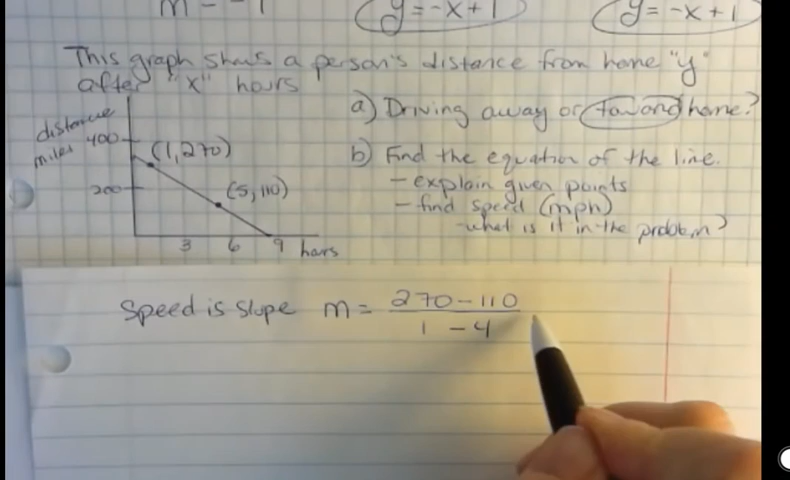 m = -1
y=-x+1
y=-x+1
This graph shows a person's distance from home "y"
after "x" hours
distance
miles
400
(1,270)
200
(5,110)
3 6 9 hours
a) Driving away or toward home?
b) Find the equation of the line.
- explain given points
- find speed (mph)
- what is it in the problem?
Speed is slope m = 270-110
1 - 4